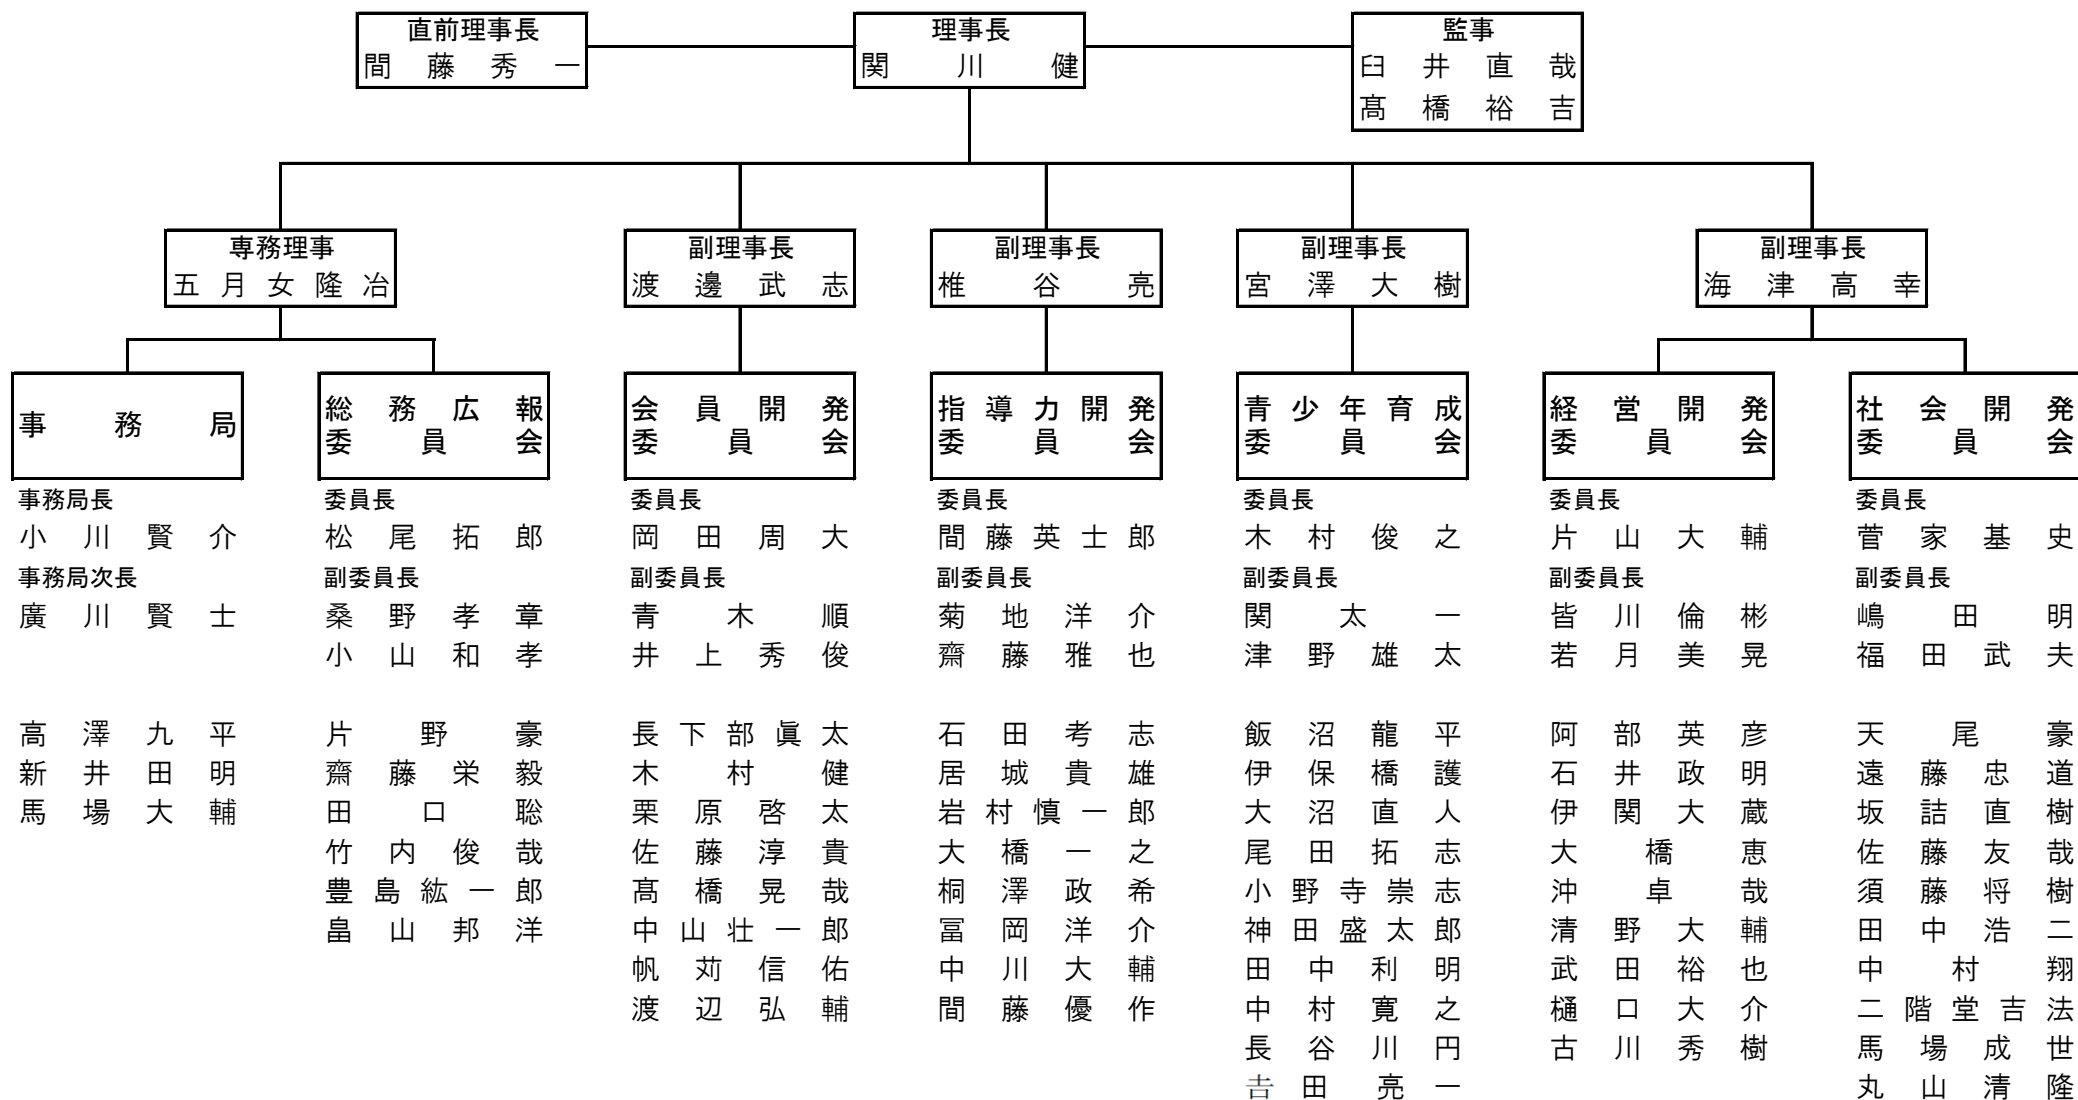 直前理事長
間藤秀一
理事長
関川健
監事
臼井直哉
髙橋裕吉
専務理事
五月女隆冶
副理事長
渡邊武志
副理事長
椎谷亮
副理事長
宮澤大樹
副理事長
海津高幸
事務局
事務局長
小川賢介
事務局次長
廣川賢士
高澤九平
新井田明
馬場大輔
総務広報
委員会
委員長
松尾拓郎
副委員長
桑野孝章
小山和孝
片野豪
齋藤栄毅
田口聡
竹内俊哉
豊島紘一郎
畠山邦洋
会員開発
委員会
委員長
岡田周大
副委員長
青木順
井上秀俊
長下部眞太
木村健
栗原啓太
佐藤淳貴
髙橋晃哉
中山壮一郎
帆苅信佑
渡辺弘輔
指導力開発
委員会
委員長
間藤英士郎
副委員長
菊地洋介
齋藤雅也
石田考志
居城貴雄
岩村慎一郎
大橋一之
桐澤政希
冨岡洋介
中川大輔
間藤優作
青少年育成
委員会
委員長
木村俊之
副委員長
関太一
津野雄太
飯沼龍平
伊保橋護
大沼直人
尾田拓志
小野寺崇志
神田盛太郎
田中利明
中村寛之
長谷川円
𠮷田亮一
経営開発
委員会
委員長
片山大輔
副委員長
皆川倫彬
若月美晃
阿部英彦
石井政明
伊関大蔵
大橋恵
沖卓哉
清野大輔
武田裕也
樋口大介
古川秀樹
社会開発
委員会
委員長
菅家基史
副委員長
嶋田明
福田武夫
天尾豪
遠藤忠道
坂詰直樹
佐藤友哉
須藤将樹
田中浩二
中村翔
二階堂吉法
馬場成世
丸山清隆